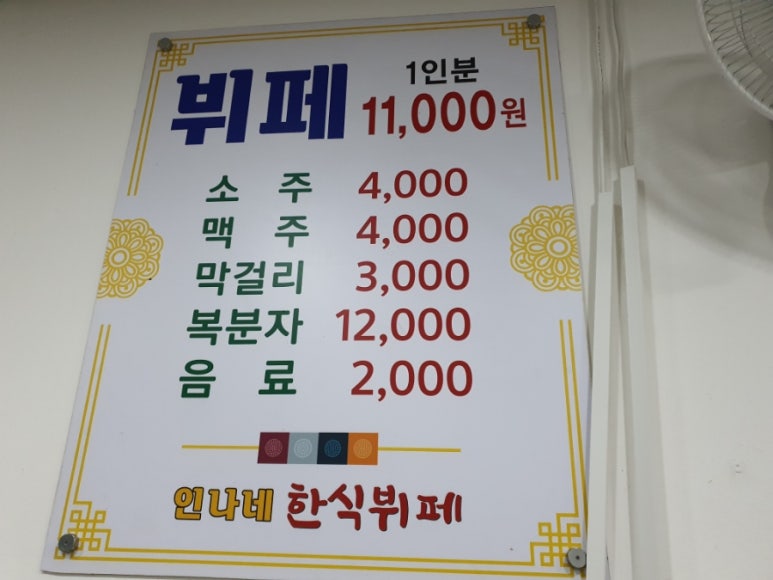 뷔페 1인분 11,000원
소 주 4,000
맥 주 4,000
막걸리 3,000
복분자 12,000
음 료 2,000
인나네 한식뷔페